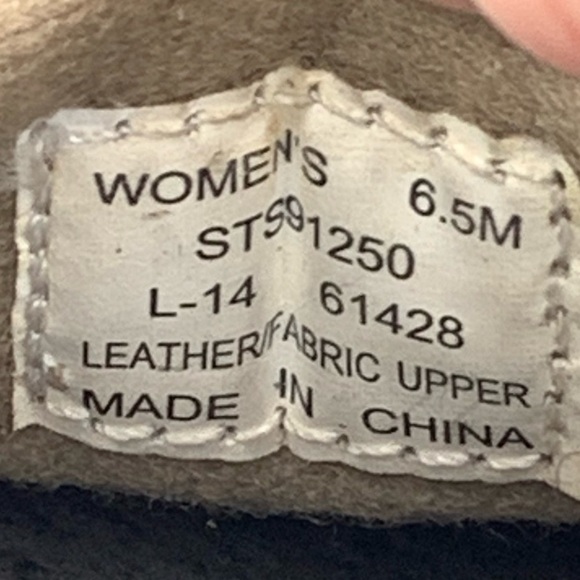 WOMEN'S 6.5M
STS91250
L-14 61428
LEATHER/FABRIC UPPER
MADE IN CHINA